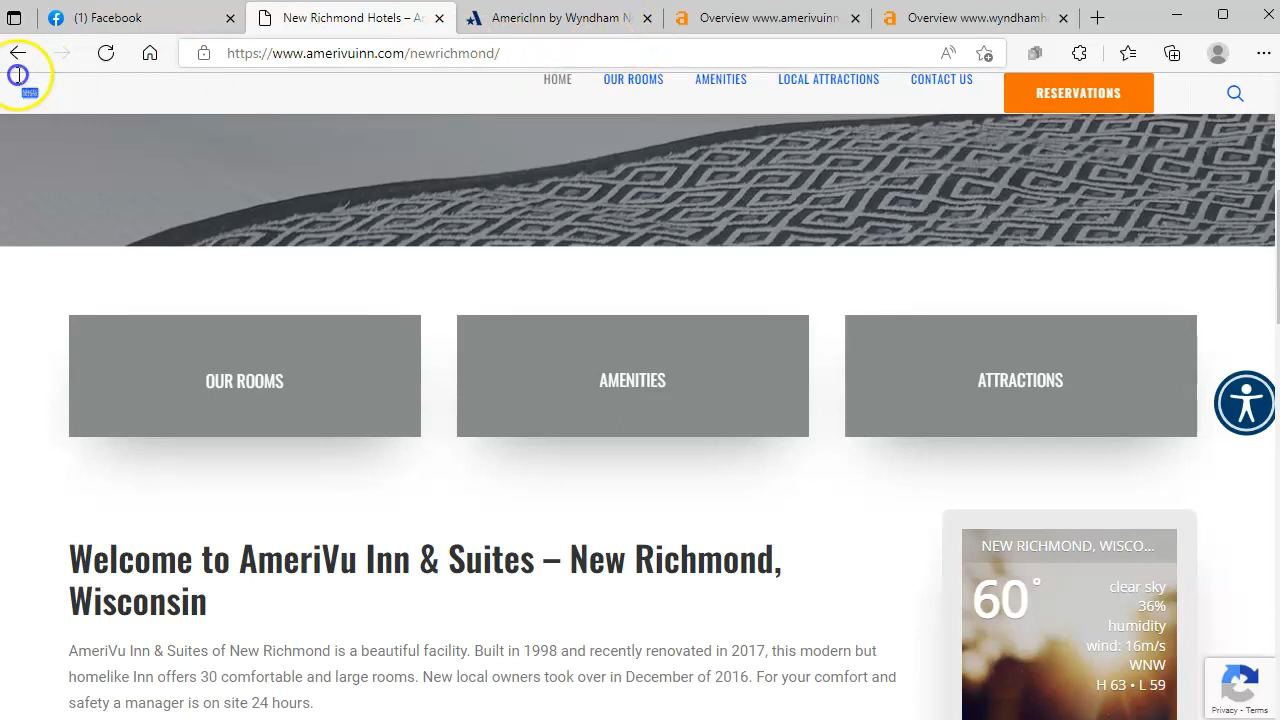 (1) Facebook
New Richmond Hotels – Ar
AmericInn by Wyndham N
Overview www.amerivuinn
Overview www.wyndhamh
https://www.amerivuinn.com/newrichmond/
HOME
OUR ROOMS
AMENITIES
LOCAL ATTRACTIONS
CONTACT US
RESERVATIONS
OUR ROOMS
AMENITIES
ATTRACTIONS
Welcome to AmeriVu Inn & Suites – New Richmond,
Wisconsin
AmeriVu Inn & Suites of New Richmond is a beautiful facility. Built in 1998 and recently renovated in 2017, this modern but
homelike Inn offers 30 comfortable and large rooms. New local owners took over in December of 2016. For your comfort and
safety a manager is on site 24 hours.
NEW RICHMOND, WISCO...
60°
clear sky
36%
humidity
wind: 16m/s
WNW
H 63 • L 59
Privacy - Terms